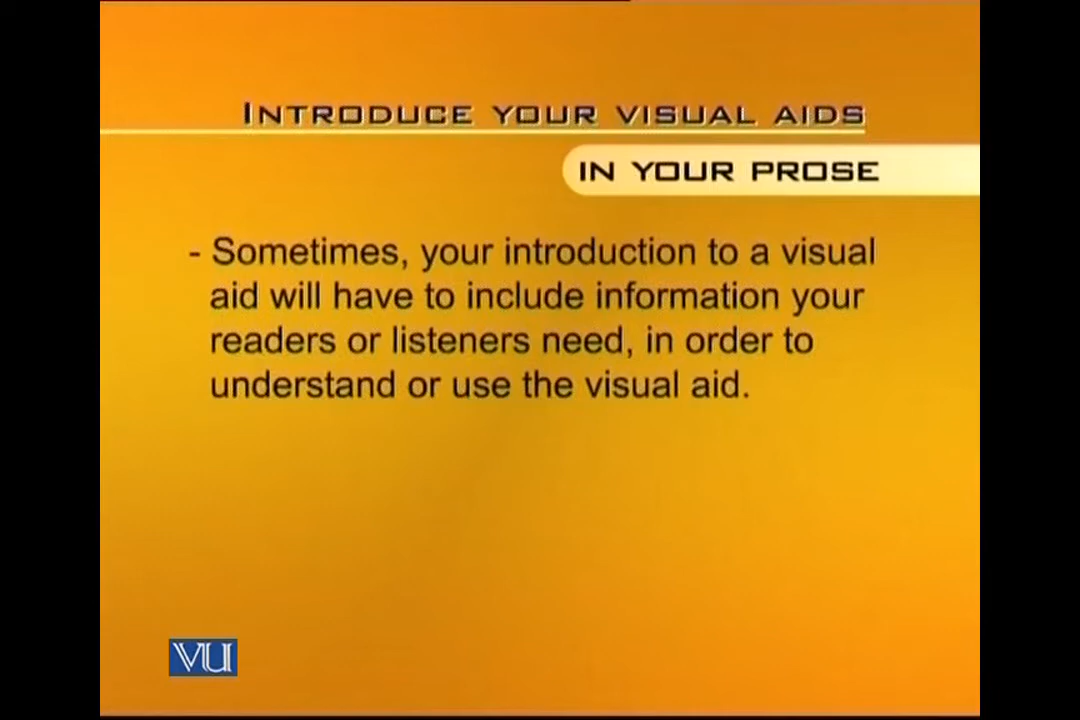 INTRODUCE YOUR VISUAL AIDS
IN YOUR PROSE
- Sometimes, your introduction to a visual
aid will have to include information your
readers or listeners need, in order to
understand or use the visual aid.
VU